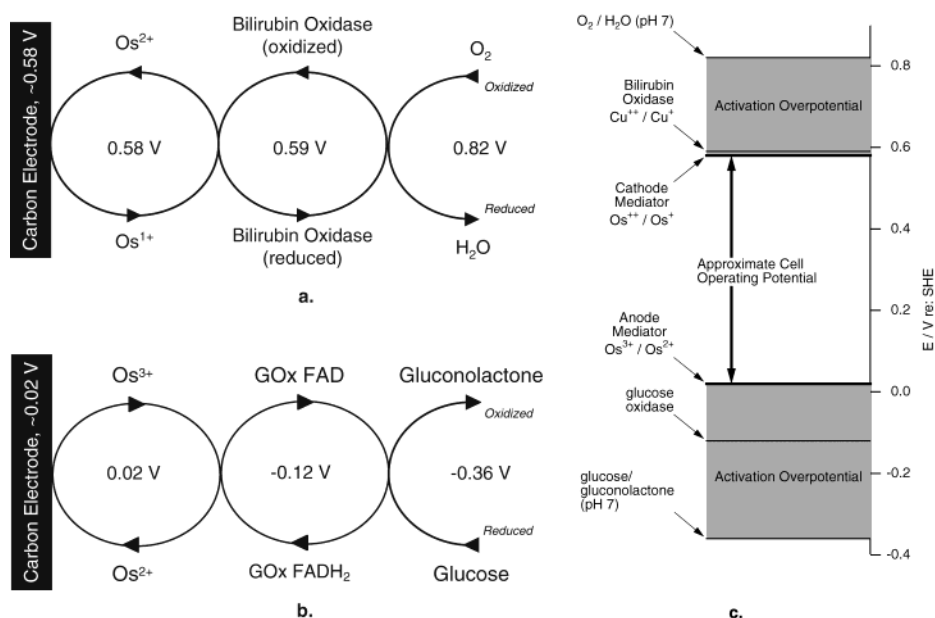 Carbon Electrode, ~0.58 V
Os²⁺
Bilirubin Oxidase
(oxidized)
O₂
Oxidized
0.58 V
0.59 V
0.82 V
Reduced
Os¹⁺
Bilirubin Oxidase
(reduced)
H₂O
a.
Carbon Electrode, ~0.02 V
Os³⁺
GOx FAD
Gluconolactone
Oxidized
0.02 V
-0.12 V
-0.36 V
Reduced
Os²⁺
GOx FADH₂
Glucose
b.
O₂ / H₂O (pH 7)
Bilirubin
Oxidase
Cu⁺⁺ / Cu⁺
Cathode
Mediator
Os⁺⁺ / Os⁺
Anode
Mediator
Os³⁺ / Os²⁺
glucose
oxidase
glucose/
gluconolactone
(pH 7)
Activation Overpotential
Approximate Cell
Operating Potential
Activation Overpotential
0.8
0.6
0.4
0.2
0.0
-0.2
-0.4
E / V re: SHE
c.